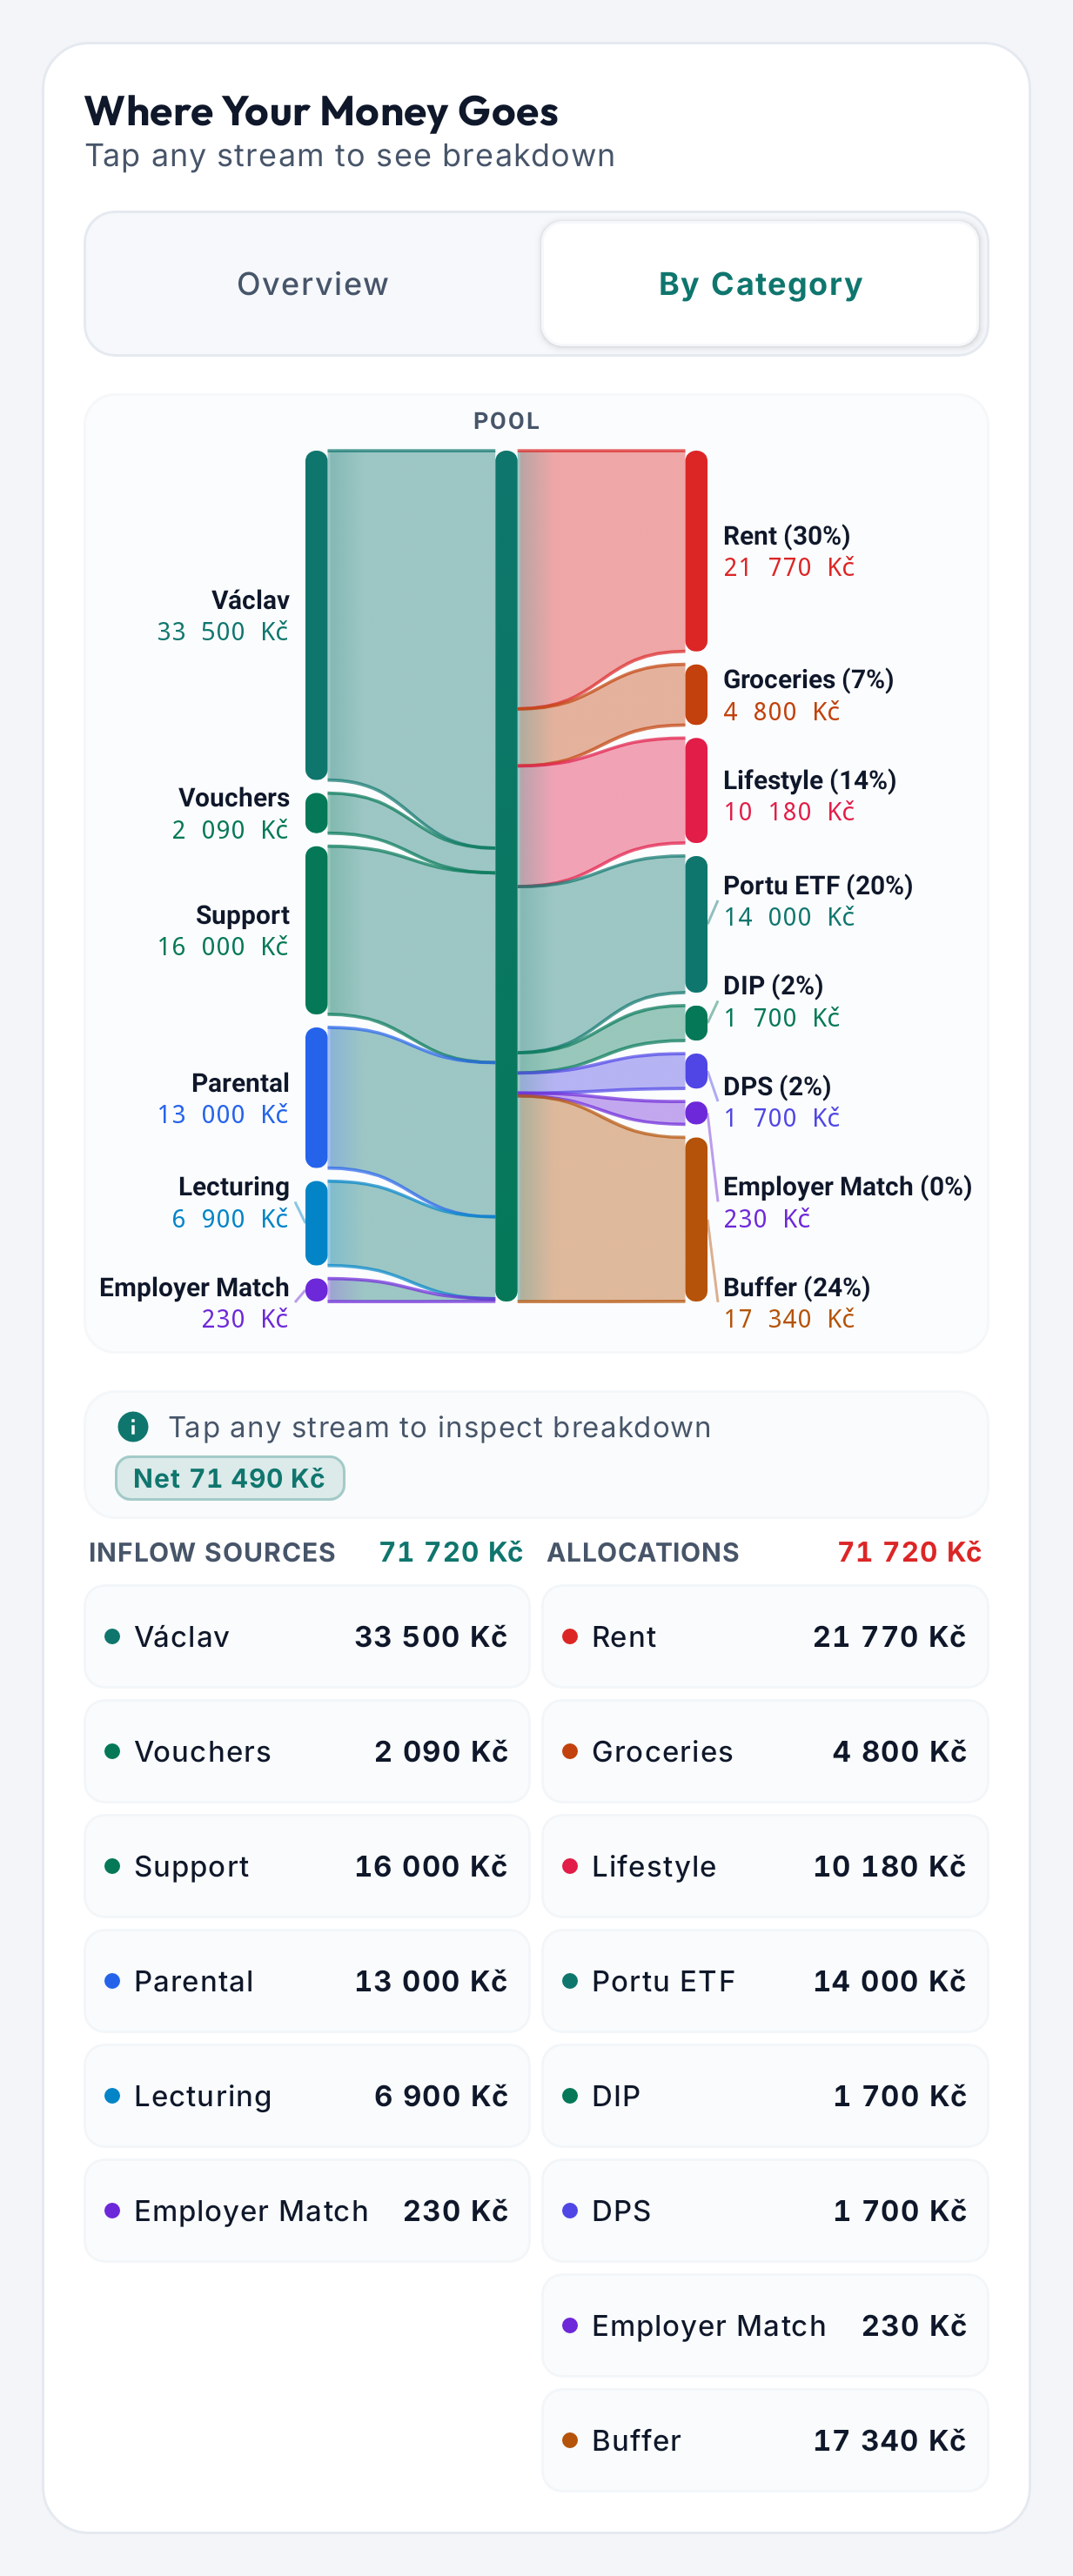 Where Your Money Goes
Tap any stream to see breakdown
Overview
By Category
POOL
Václav
33 500 Kč
Vouchers
2 090 Kč
Support
16 000 Kč
Parental
13 000 Kč
Lecturing
6 900 Kč
Employer Match
230 Kč
Rent (30%)
21 770 Kč
Groceries (7%)
4 800 Kč
Lifestyle (14%)
10 180 Kč
Portu ETF (20%)
14 000 Kč
DIP (2%)
1 700 Kč
DPS (2%)
1 700 Kč
Employer Match (0%)
230 Kč
Buffer (24%)
17 340 Kč
Tap any stream to inspect breakdown
Net 71 490 Kč
INFLOW SOURCES 71 720 Kč
Václav 33 500 Kč
Vouchers 2 090 Kč
Support 16 000 Kč
Parental 13 000 Kč
Lecturing 6 900 Kč
Employer Match 230 Kč
ALLOCATIONS 71 720 Kč
Rent 21 770 Kč
Groceries 4 800 Kč
Lifestyle 10 180 Kč
Portu ETF 14 000 Kč
DIP 1 700 Kč
DPS 1 700 Kč
Employer Match 230 Kč
Buffer 17 340 Kč